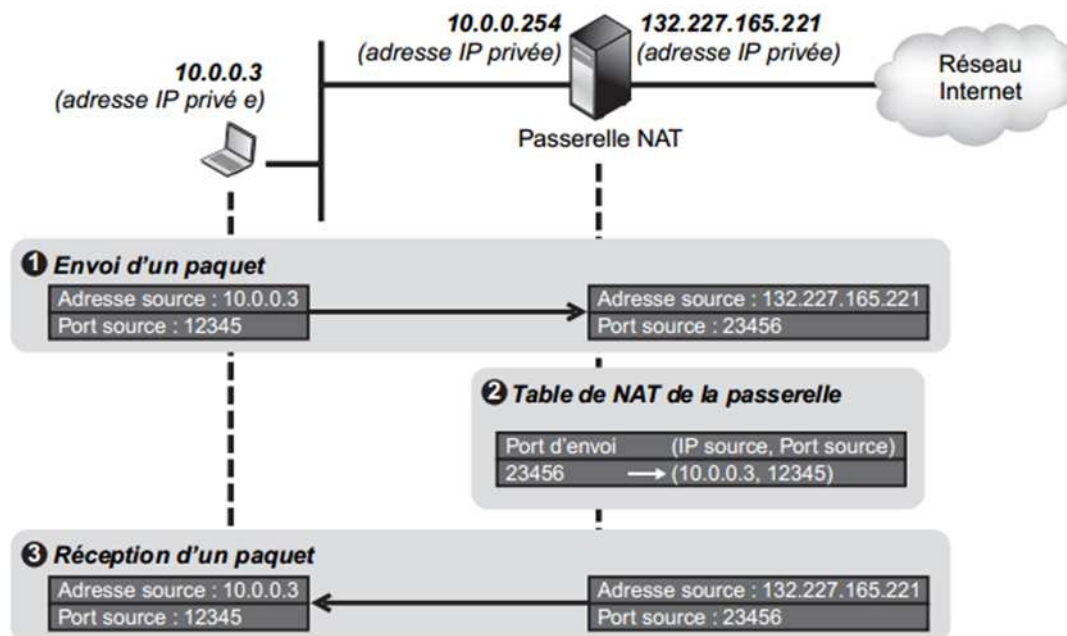 10.0.0.254
(adresse IP privée)
132.227.165.221
(adresse IP privée)
10.0.0.3
(adresse IP privé e)
Réseau
Internet
Passerelle NAT
1 Envoi d'un paquet
Adresse source : 10.0.0.3
Port source : 12345
Adresse source : 132.227.165.221
Port source : 23456
2 Table de NAT de la passerelle
Port d'envoi (IP source, Port source)
23456 → (10.0.0.3, 12345)
3 Réception d'un paquet
Adresse source : 10.0.0.3
Port source : 12345
Adresse source : 132.227.165.221
Port source : 23456